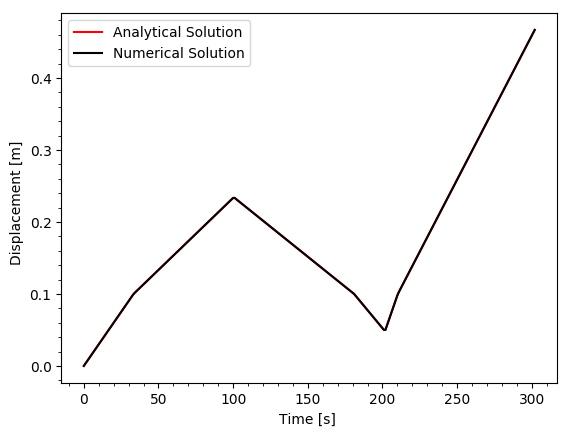 Analytical Solution
Numerical Solution
Displacement [m]
0.4
0.3
0.2
0.1
0.0
0 50 100 150 200 250 300
Time [s]